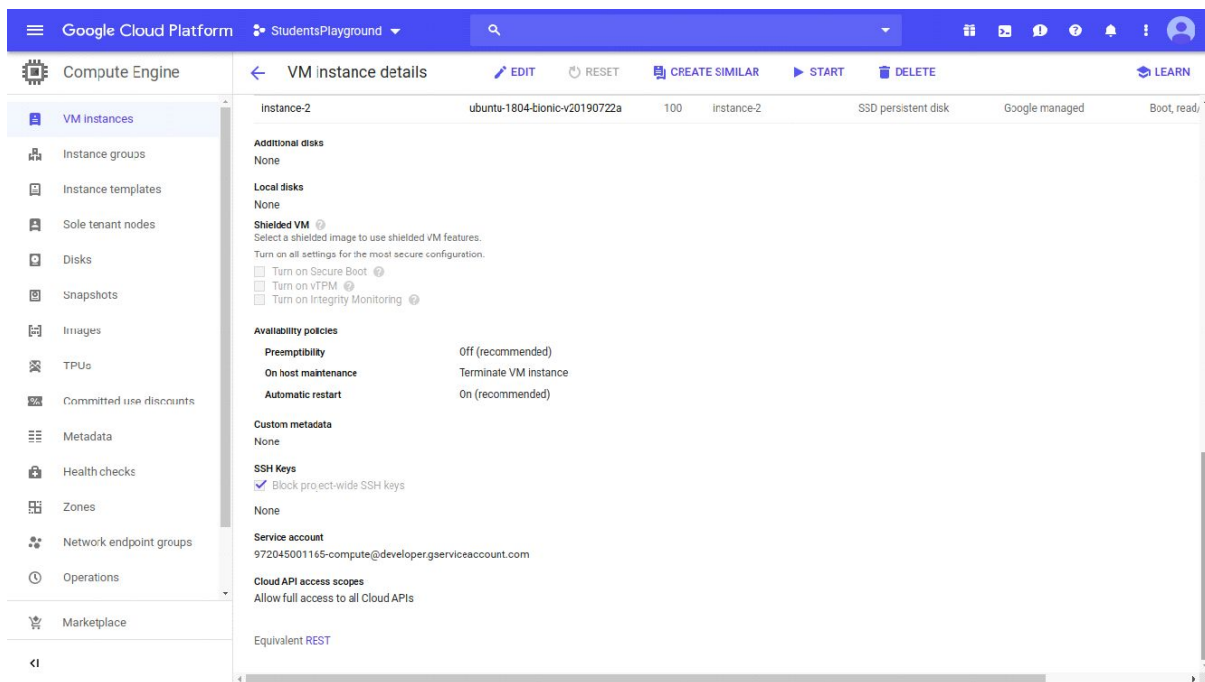 Google Cloud Platform StudentsPlayground
Compute Engine
VM instance details EDIT RESET CREATE SIMILAR START DELETE LEARN
VM instances
Instance groups
Instance templates
Sole tenant nodes
Disks
Snapshots
Images
TPUs
Committed use discounts
Metadata
Health checks
Zones
Network endpoint groups
Operations
Marketplace
instance-2 ubuntu-1804-bionic-v20190722a 100 instance-2 SSD persistent disk Google managed Boot, read/
Additional disks
None
Local disks
None
Shielded VM
Select a shielded image to use shielded VM features.
Turn on all settings for the most secure configuration.
Turn on Secure Boot
Turn on vTPM
Turn on Integrity Monitoring
Availability policies
Preemptibility Off (recommended)
On host maintenance Terminate VM instance
Automatic restart On (recommended)
Custom metadata
None
SSH Keys
Block project-wide SSH keys
None
Service account
972045001165-compute@developer.gserviceaccount.com
Cloud API access scopes
Allow full access to all Cloud APIs
Equivalent REST